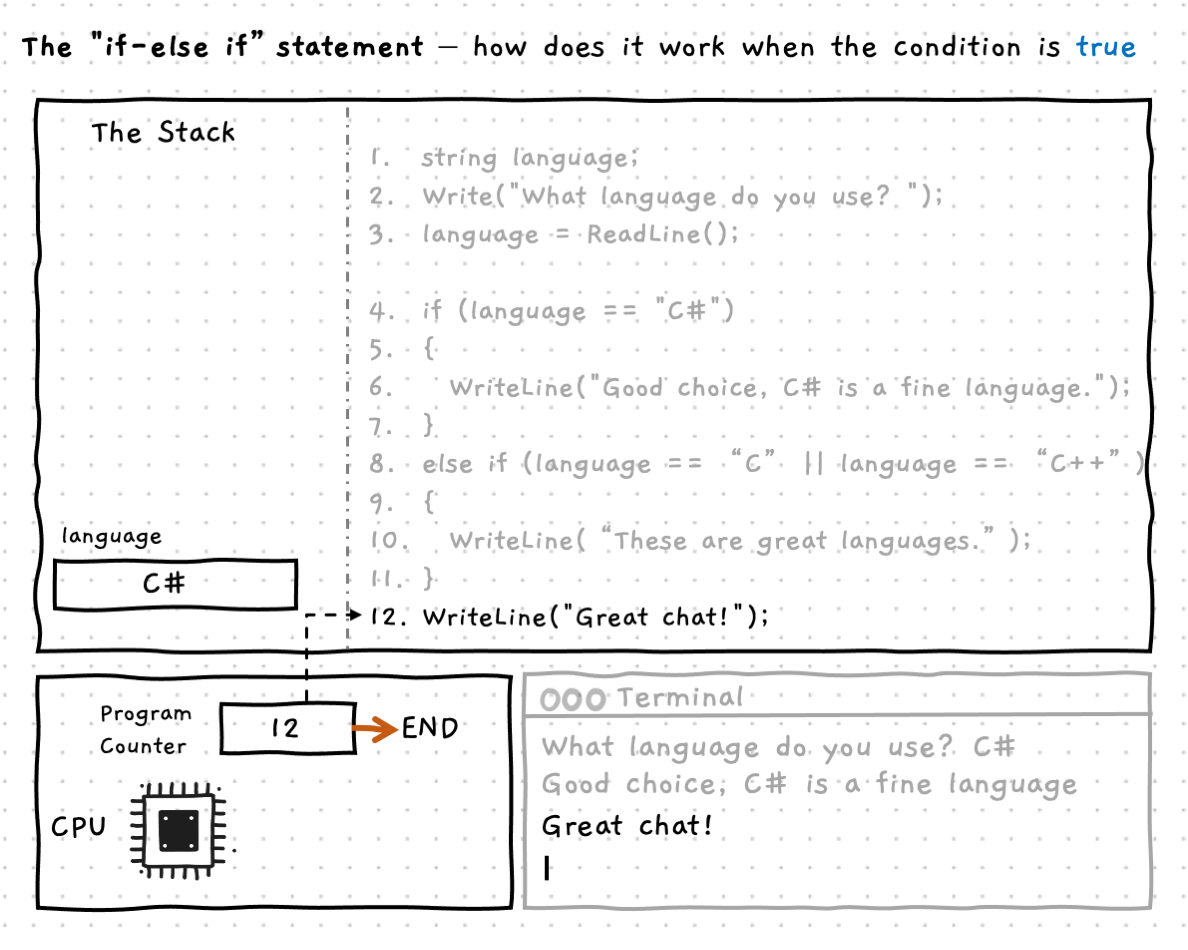 The "if-else if” statement – how does it work when the condition is true
The Stack
1. string language;
2. Write("What language do you use? ");
3. language = ReadLine();
4. if (language == "C#")
5. {
6. WriteLine("Good choice, C# is a fine language.");
7. }
8. else if (language == “C” || language == “C++” )
9. {
10. WriteLine( “These are great languages.” );
11. }
12. WriteLine("Great chat!");
language
C#
Program
Counter
12
END
CPU
Terminal
What language do you use? C#
Good choice, C# is a fine language
Great chat!